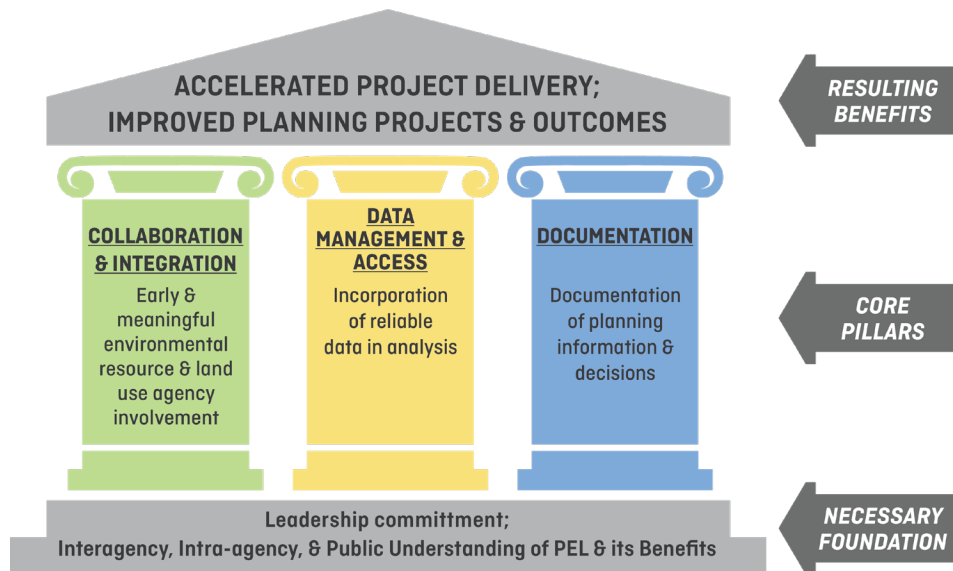 ACCELERATED PROJECT DELIVERY;
IMPROVED PLANNING PROJECTS & OUTCOMES
RESULTING
BENEFITS
COLLABORATION
& INTEGRATION
Early &
meaningful
environmental
resource & land
use agency
involvement
DATA
MANAGEMENT &
ACCESS
Incorporation
of reliable
data in analysis
DOCUMENTATION
Documentation
of planning
information &
decisions
CORE
PILLARS
Leadership committment;
Interagency, Intra-agency, & Public Understanding of PEL & its Benefits
NECESSARY
FOUNDATION